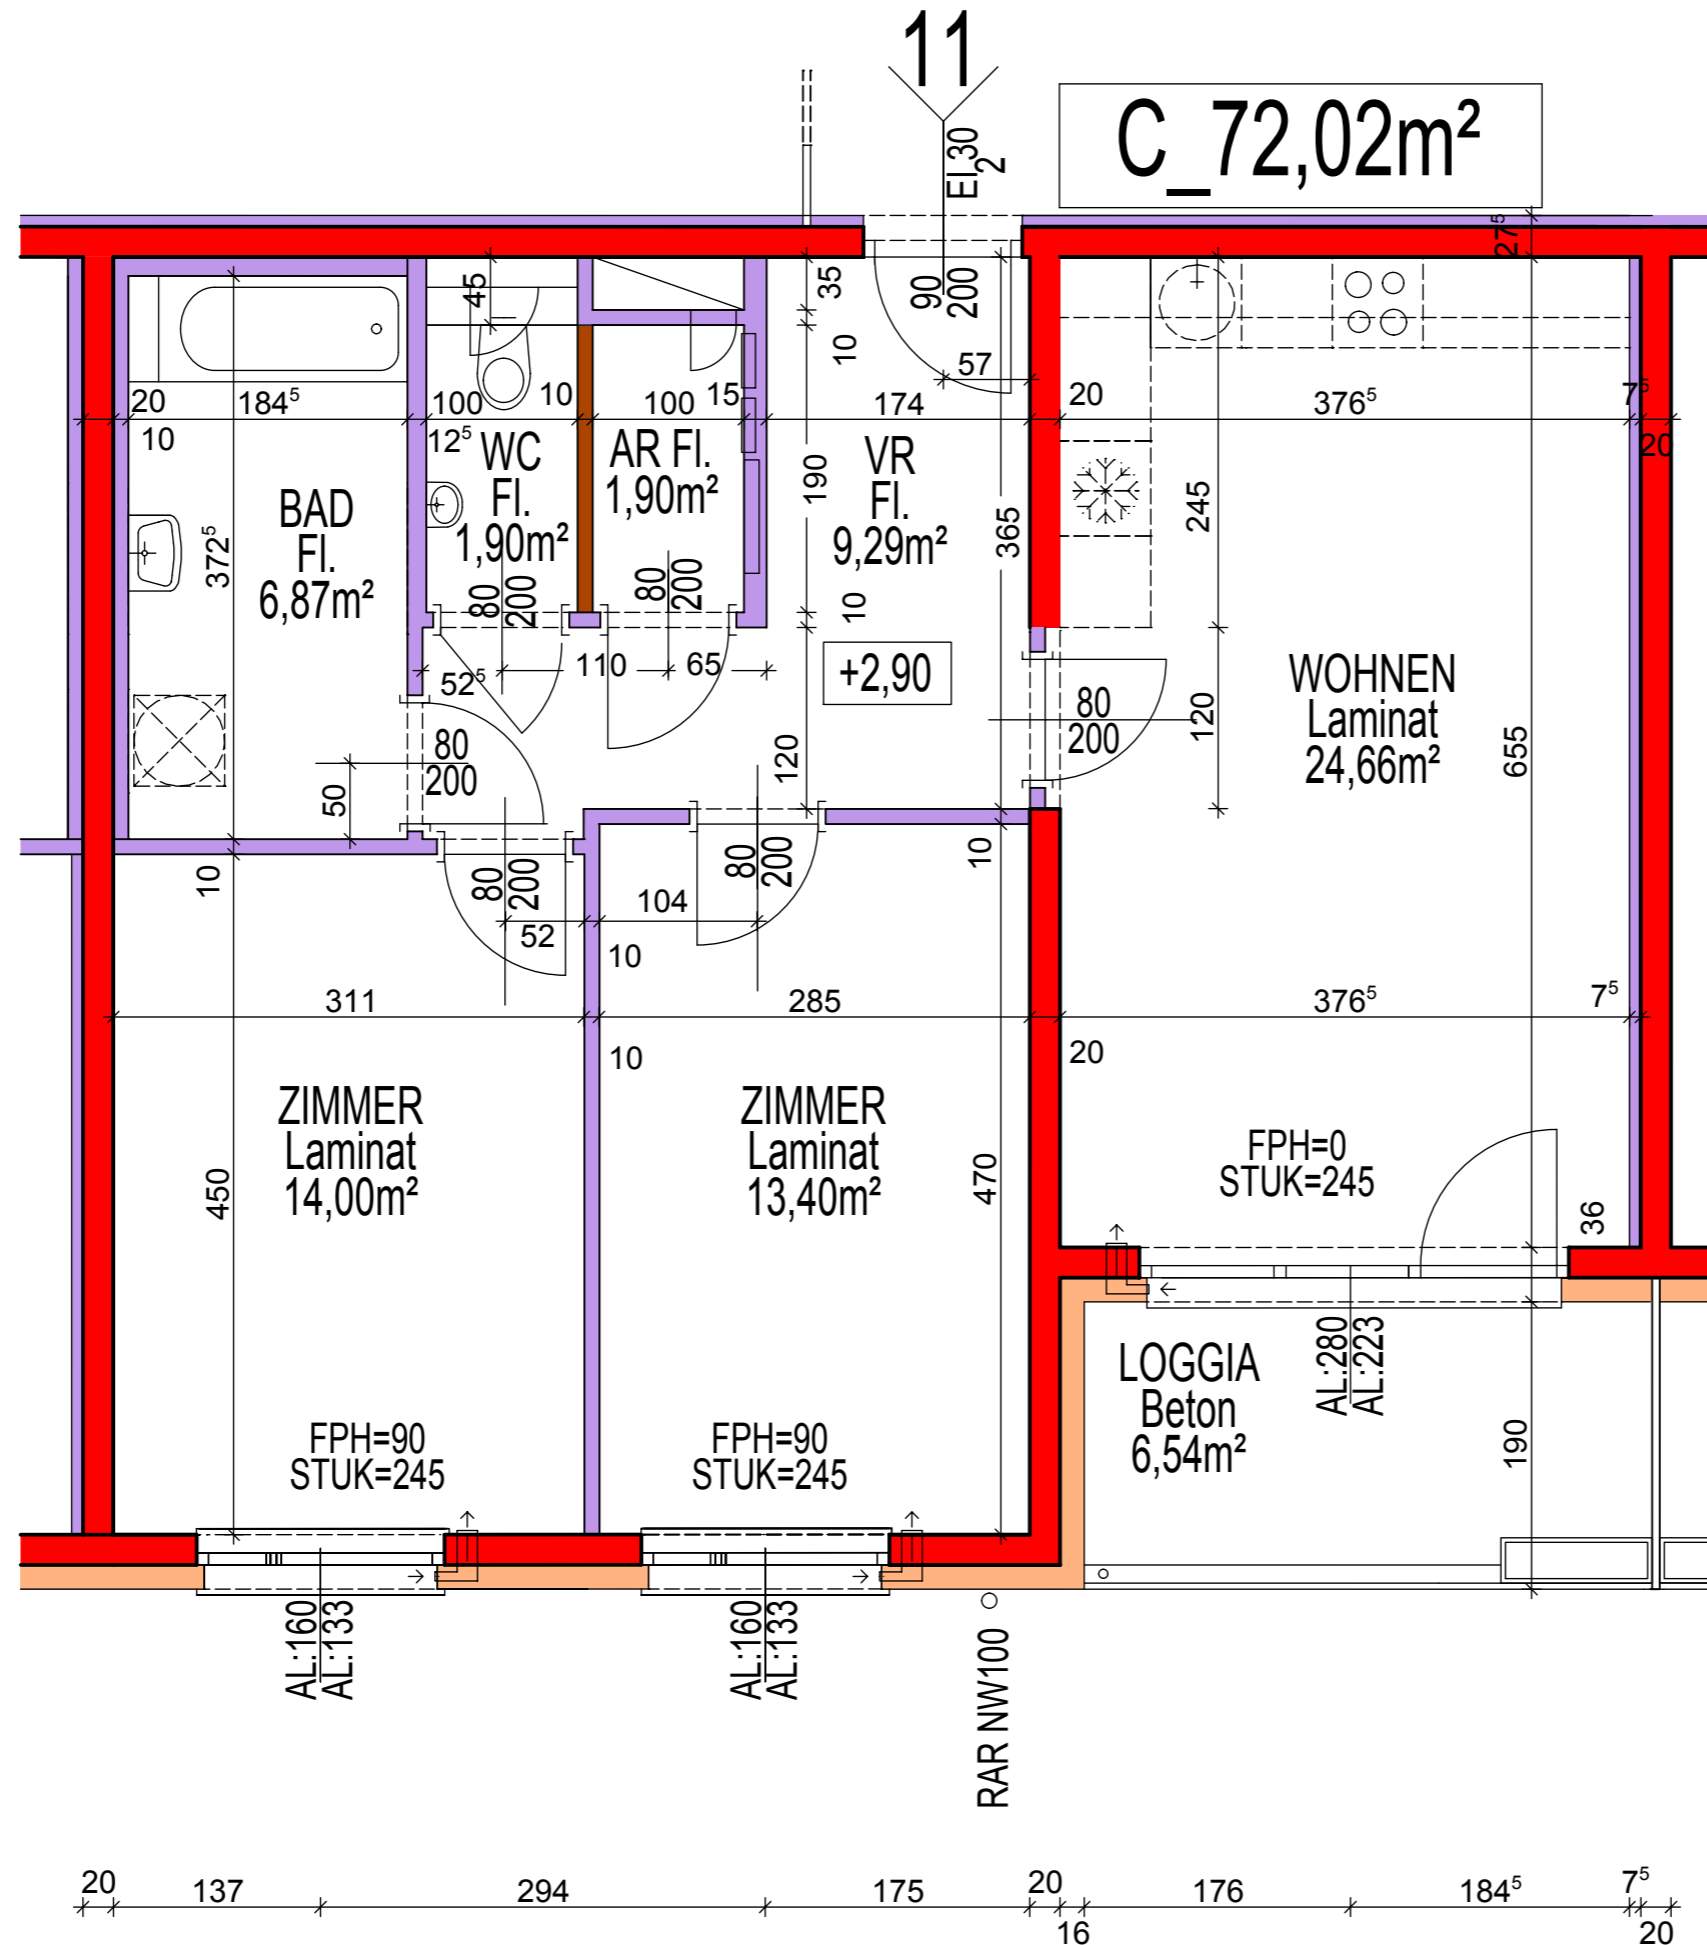 11
C_72,02m²
EI 30
2
27⁵
45
35
90
200
10
57
20
184⁵
100
10
100
15
174
20
376⁵
7⁵
10
12⁵
20
WC
Fl.
1,90m²
AR Fl.
1,90m²
VR
Fl.
9,29m²
190
365
245
BAD
Fl.
6,87m²
372⁵
80
200
80
200
10
52⁵
110
65
+2,90
WOHNEN
Laminat
24,66m²
80
200
120
655
80
200
50
120
10
80
200
80
200
10
52
104
10
311
285
376⁵
7⁵
10
20
ZIMMER
Laminat
14,00m²
ZIMMER
Laminat
13,40m²
450
470
FPH=0
STUK=245
36
LOGGIA
Beton
6,54m²
AL:280
AL:223
190
FPH=90
STUK=245
FPH=90
STUK=245
AL:160
AL:133
AL:160
AL:133
RAR NW100
20
137
294
175
20
176
184⁵
7⁵
16
20